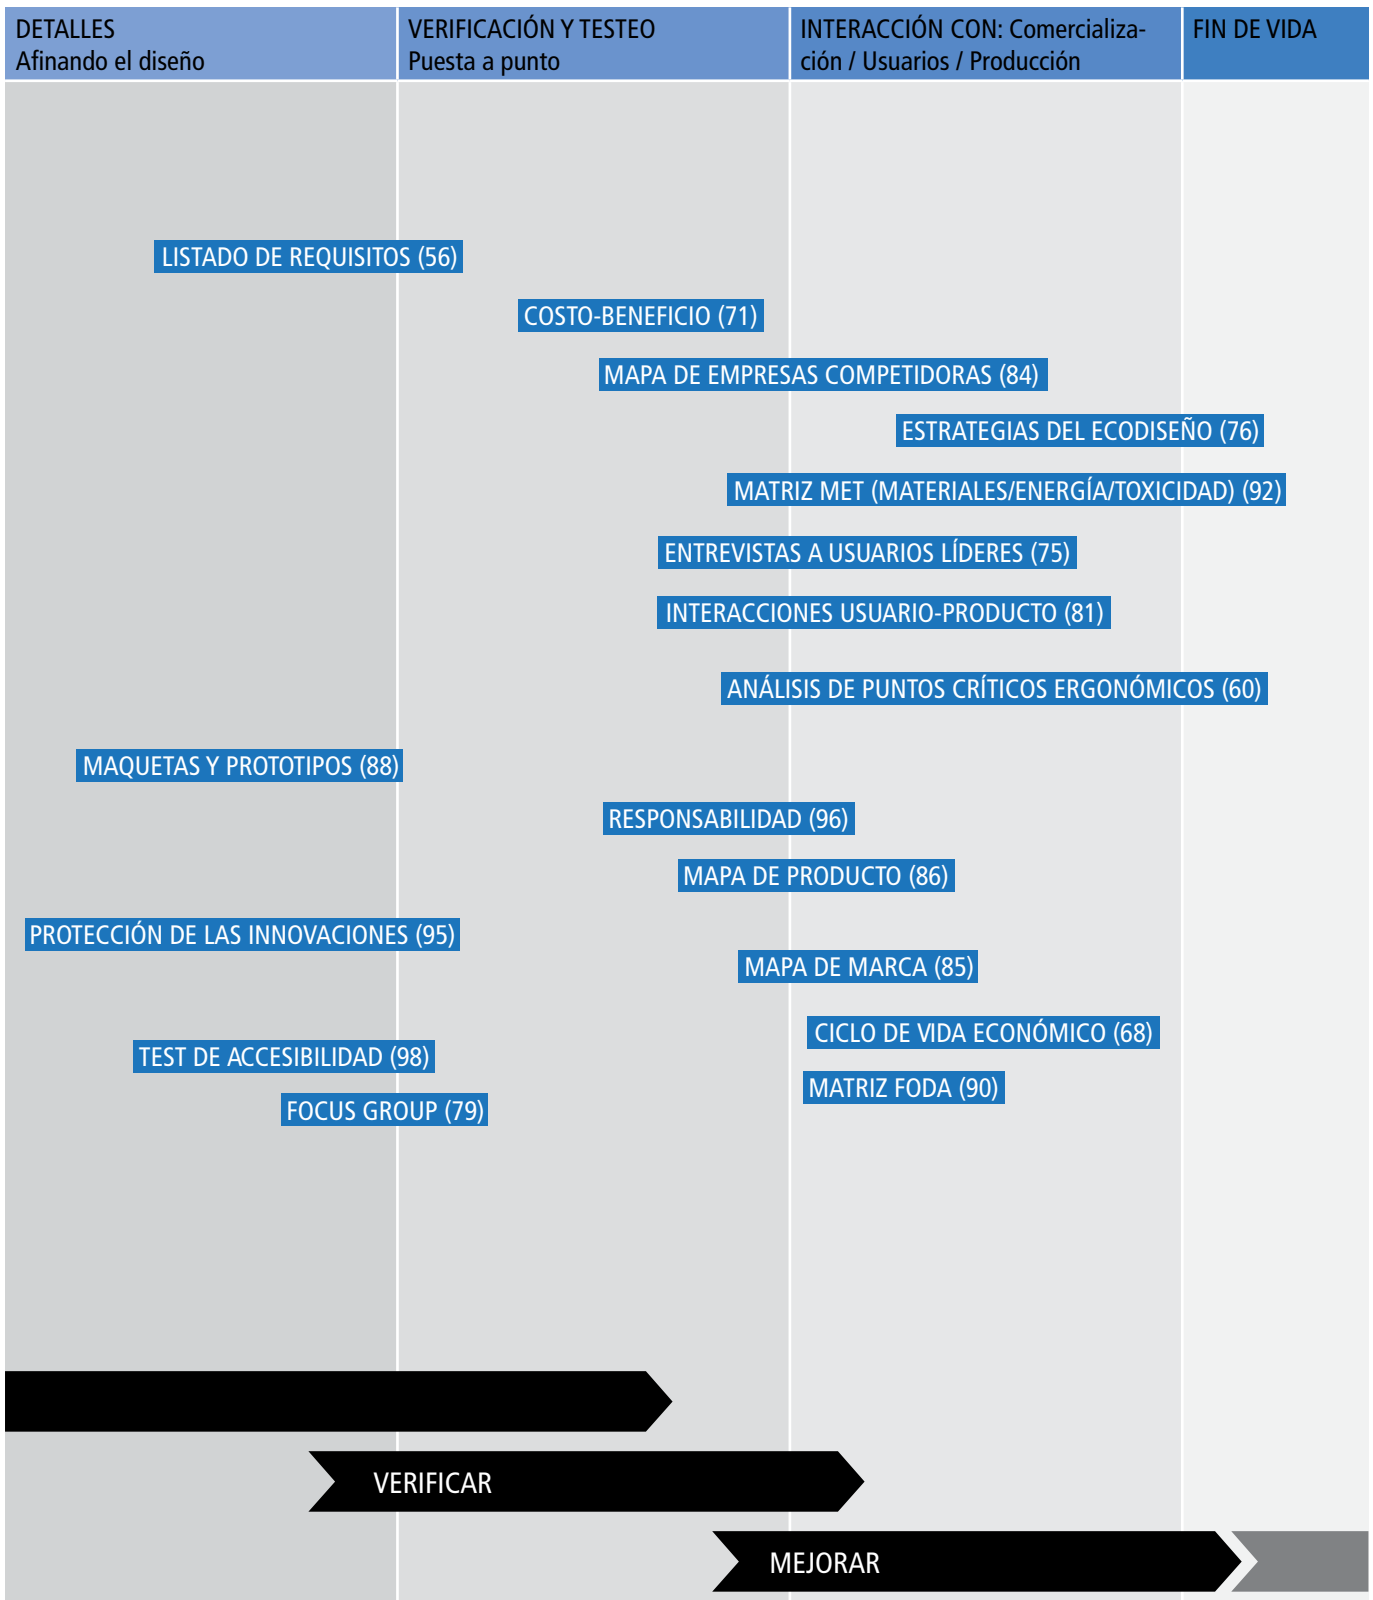 DETALLES
Afinando el diseño
VERIFICACIÓN Y TESTEO
Puesta a punto
INTERACCIÓN CON: Comercializa-
ción / Usuarios / Producción
FIN DE VIDA
LISTADO DE REQUISITOS (56)
COSTO-BENEFICIO (71)
MAPA DE EMPRESAS COMPETIDORAS (84)
ESTRATEGIAS DEL ECODISEÑO (76)
MATRIZ MET (MATERIALES/ENERGÍA/TOXICIDAD) (92)
ENTREVISTAS A USUARIOS LÍDERES (75)
INTERACCIONES USUARIO-PRODUCTO (81)
ANÁLISIS DE PUNTOS CRÍTICOS ERGONÓMICOS (60)
MAQUETAS Y PROTOTIPOS (88)
RESPONSABILIDAD (96)
MAPA DE PRODUCTO (86)
PROTECCIÓN DE LAS INNOVACIONES (95)
MAPA DE MARCA (85)
CICLO DE VIDA ECONÓMICO (68)
TEST DE ACCESIBILIDAD (98)
MATRIZ FODA (90)
FOCUS GROUP (79)
VERIFICAR
MEJORAR